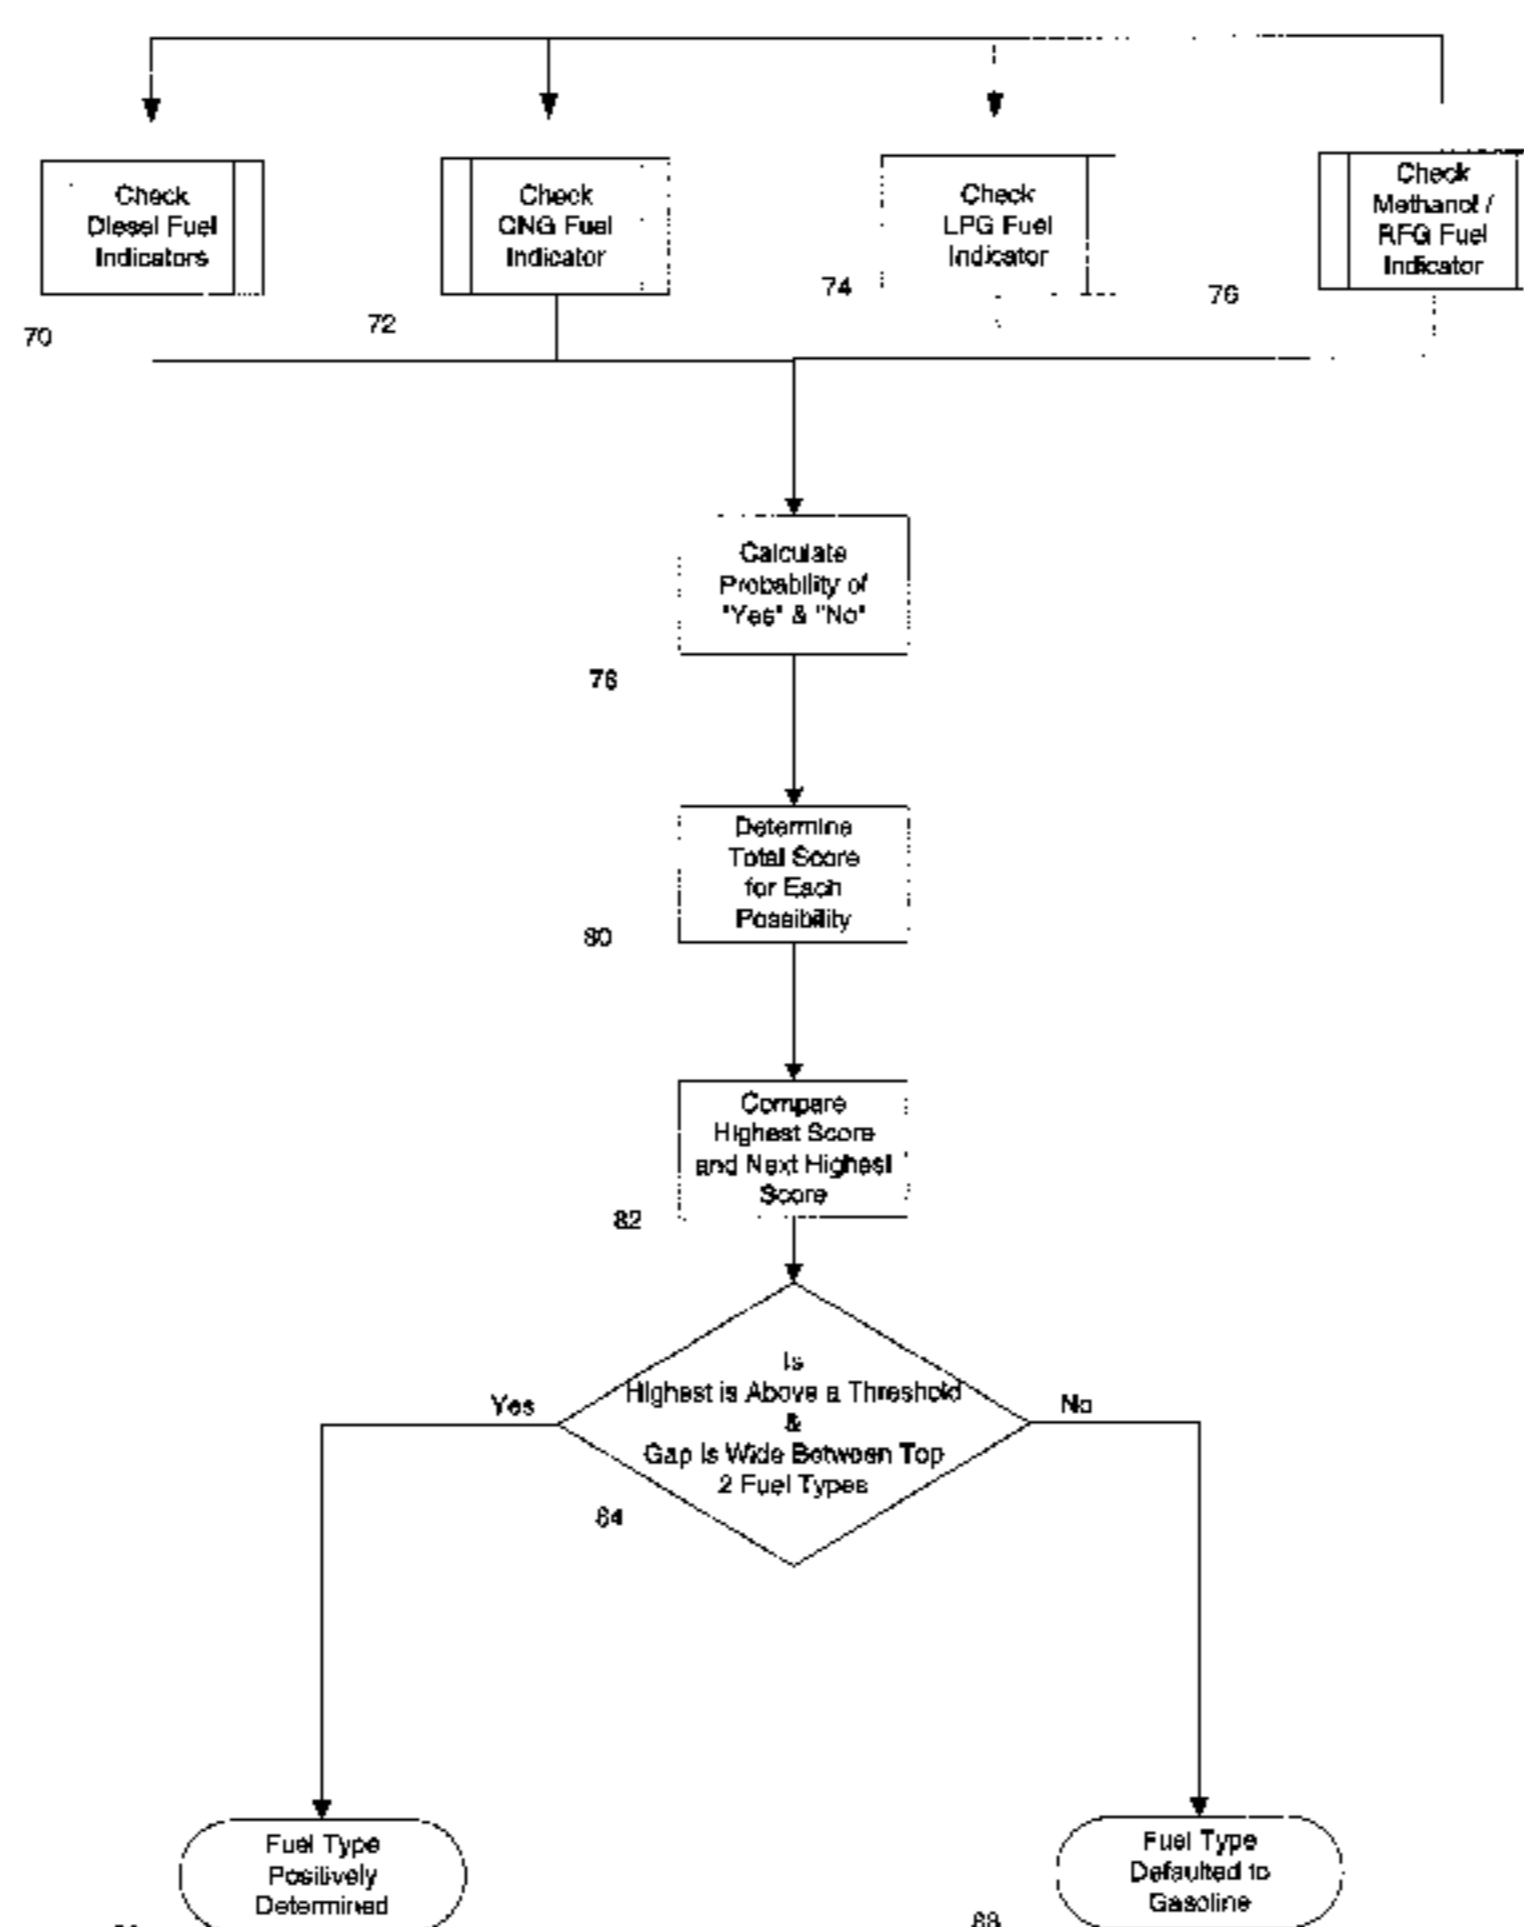 Check
Diesel Fuel
Indicators
70
Check
CNG Fuel
Indicator
72
Check
LPG Fuel
Indicator
74
Check
Methanol /
RFG Fuel
Indicator
76
Calculate
Probability of
"Yes" & "No"
78
Determine
Total Score
for Each
Possibility
80
Compare
Highest Score
and Next Highest
Score
82
Is
Highest is Above a Threshold
&
Gap Is Wide Between Top
2 Fuel Types
84
Yes
No
Fuel Type
Positively
Determined
Fuel Type
Defaulted to
Gasoline
88